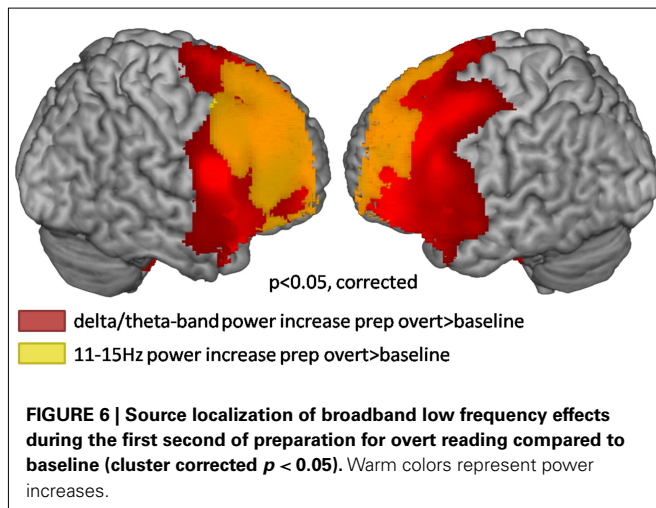 p<0.05, corrected
delta/theta-band power increase prep overt>baseline
11-15Hz power increase prep overt>baseline
FIGURE 6 | Source localization of broadband low frequency effects
during the first second of preparation for overt reading compared to
baseline (cluster corrected p < 0.05). Warm colors represent power
increases.